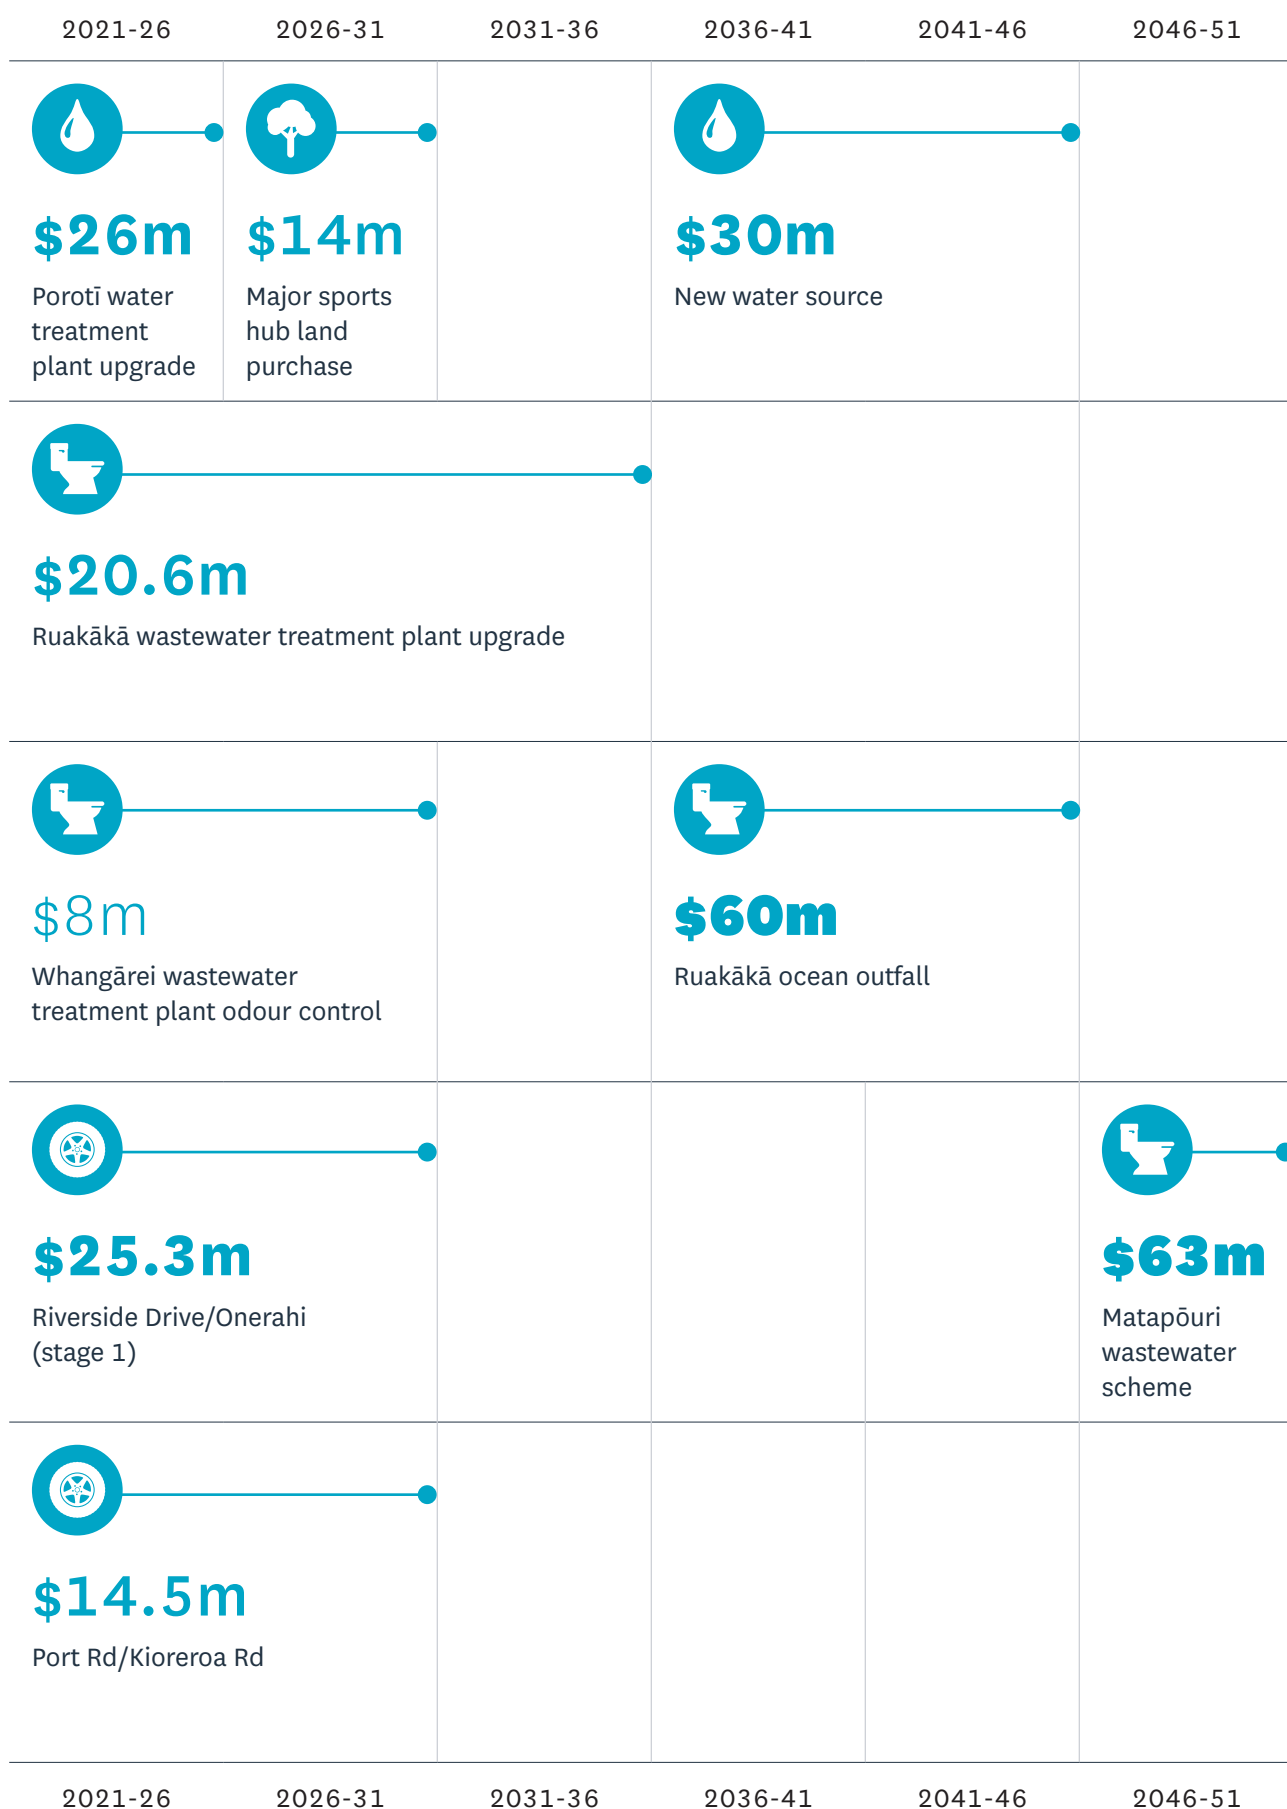 2021-26 2026-31 2031-36 2036-41 2041-46 2046-51
$26m
Porotī water
treatment
plant upgrade
$14m
Major sports
hub land
purchase
$30m
New water source
$20.6m
Ruakākā wastewater treatment plant upgrade
$8m
Whangārei wastewater
treatment plant odour control
$60m
Ruakākā ocean outfall
$25.3m
Riverside Drive/Onerahi
(stage 1)
$63m
Matapōuri
wastewater
scheme
$14.5m
Port Rd/Kioreroa Rd
2021-26 2026-31 2031-36 2036-41 2041-46 2046-51